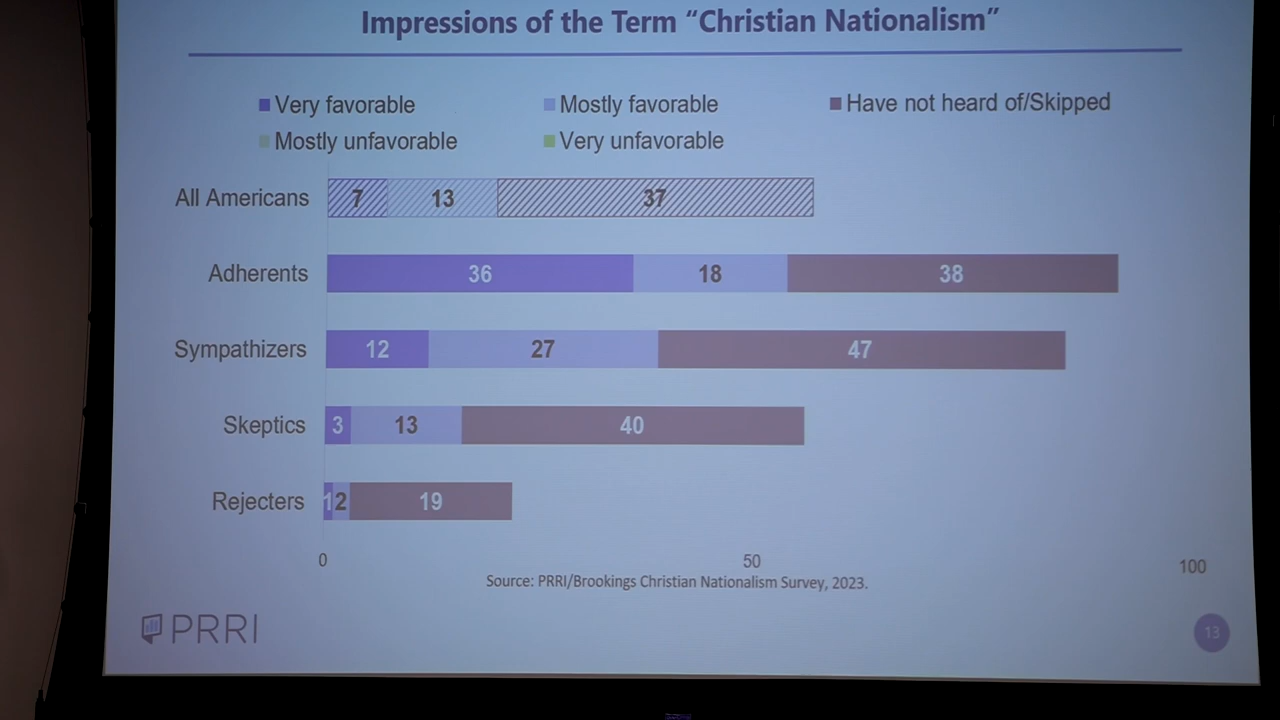 Impressions of the Term “Christian Nationalism”
Very favorable Mostly favorable Have not heard of/Skipped
Mostly unfavorable Very unfavorable
All Americans 7 13 37
Adherents 36 18 38
Sympathizers 12 27 47
Skeptics 3 13 40
Rejecters 1 2 19
0 50 100
Source: PRRI/Brookings Christian Nationalism Survey, 2023.
PRRI 13